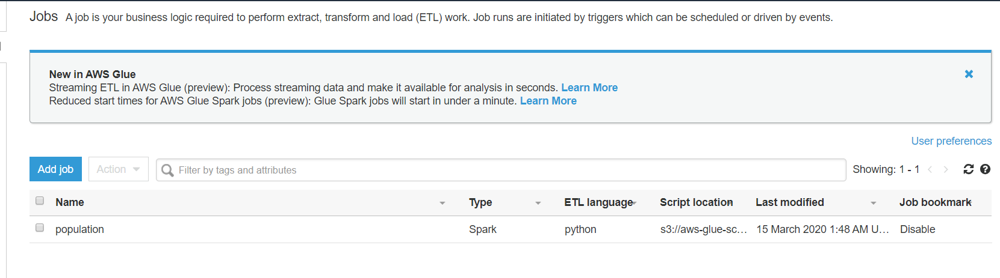 Jobs A job is your business logic required to perform extract, transform and load (ETL) work. Job runs are initiated by triggers which can be scheduled or driven by events.
New in AWS Glue
Streaming ETL in AWS Glue (preview): Process streaming data and make it available for analysis in seconds. Learn More
Reduced start times for AWS Glue Spark jobs (preview): Glue Spark jobs will start in under a minute. Learn More
User preferences
Add job Action Filter by tags and attributes Showing: 1 - 1
Name Type ETL language Script location Last modified Job bookmark
population Spark python s3://aws-glue-sc... 15 March 2020 1:48 AM U... Disable